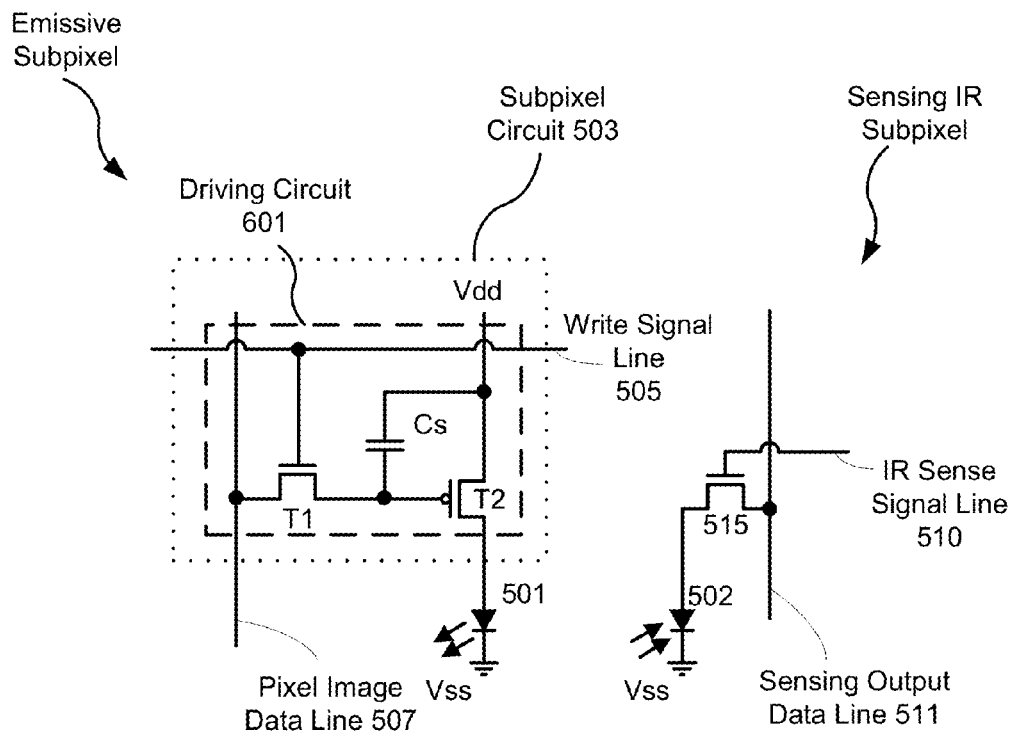 Emissive
Subpixel
Subpixel
Circuit 503
Sensing IR
Subpixel
Driving Circuit
601
Vdd
Write Signal
Line
505
Cs
T1
T2
IR Sense
Signal Line
510
515
501
502
Vss
Vss
Pixel Image
Data Line 507
Sensing Output
Data Line 511